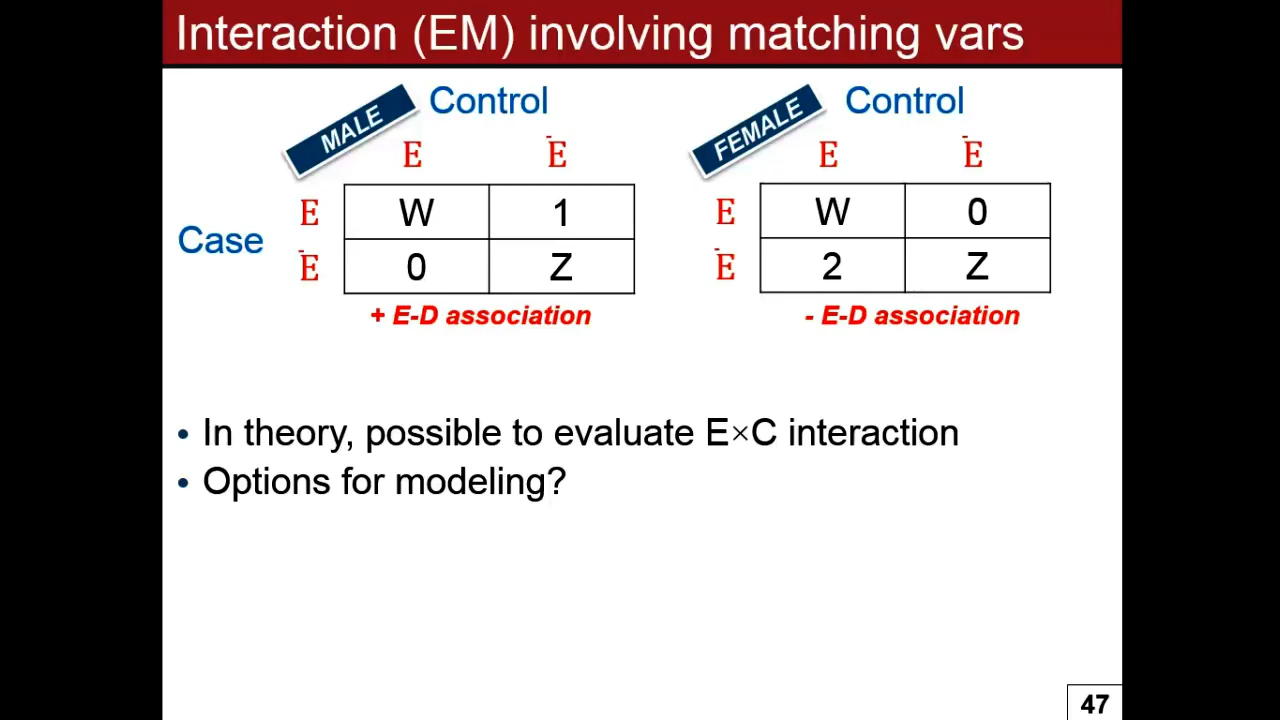 Interaction (EM) involving matching vars
MALE Control FEMALE Control
E Ē E Ē
E W 1 E W 0
Case
Ē 0 Z Ē 2 Z
+ E-D association - E-D association
• In theory, possible to evaluate E×C interaction
• Options for modeling?
47